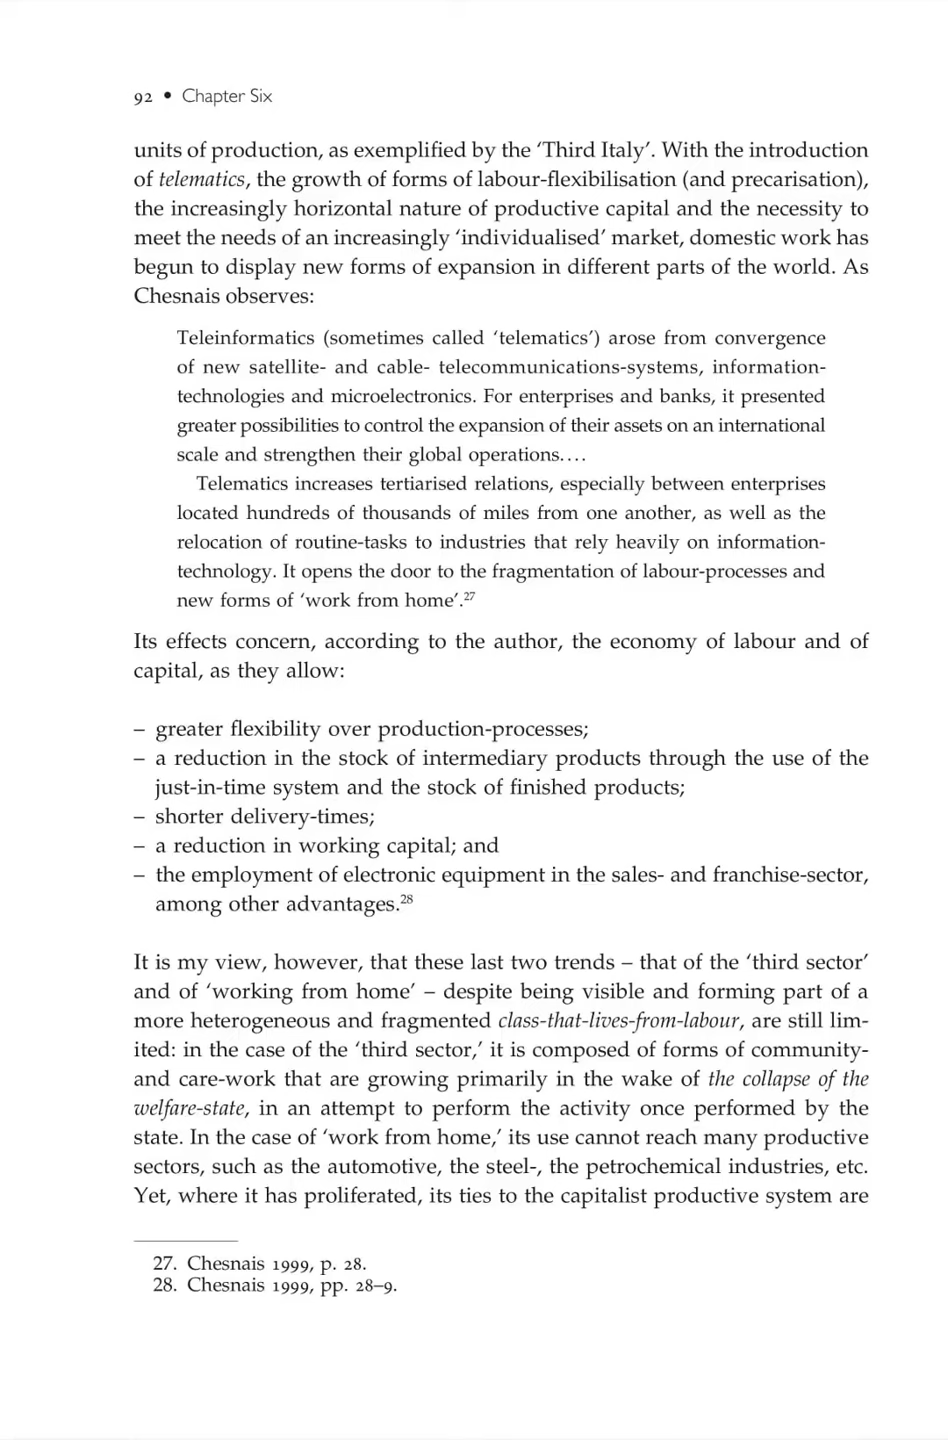 92 • Chapter Six
units of production, as exemplified by the ‘Third Italy’. With the introduction
of telematics, the growth of forms of labour-flexibilisation (and precarisation),
the increasingly horizontal nature of productive capital and the necessity to
meet the needs of an increasingly ‘individualised’ market, domestic work has
begun to display new forms of expansion in different parts of the world. As
Chesnais observes:
Teleinformatics (sometimes called ‘telematics’) arose from convergence
of new satellite- and cable- telecommunications-systems, information-
technologies and microelectronics. For enterprises and banks, it presented
greater possibilities to control the expansion of their assets on an international
scale and strengthen their global operations....
Telematics increases tertiarised relations, especially between enterprises
located hundreds of thousands of miles from one another, as well as the
relocation of routine-tasks to industries that rely heavily on information-
technology. It opens the door to the fragmentation of labour-processes and
new forms of ‘work from home’.27
Its effects concern, according to the author, the economy of labour and of
capital, as they allow:
– greater flexibility over production-processes;
– a reduction in the stock of intermediary products through the use of the
just-in-time system and the stock of finished products;
– shorter delivery-times;
– a reduction in working capital; and
– the employment of electronic equipment in the sales- and franchise-sector,
among other advantages.28
It is my view, however, that these last two trends – that of the ‘third sector’
and of ‘working from home’ – despite being visible and forming part of a
more heterogeneous and fragmented class-that-lives-from-labour, are still lim-
ited: in the case of the ‘third sector,’ it is composed of forms of community-
and care-work that are growing primarily in the wake of the collapse of the
welfare-state, in an attempt to perform the activity once performed by the
state. In the case of ‘work from home,’ its use cannot reach many productive
sectors, such as the automotive, the steel-, the petrochemical industries, etc.
Yet, where it has proliferated, its ties to the capitalist productive system are
27. Chesnais 1999, p. 28.
28. Chesnais 1999, pp. 28–9.